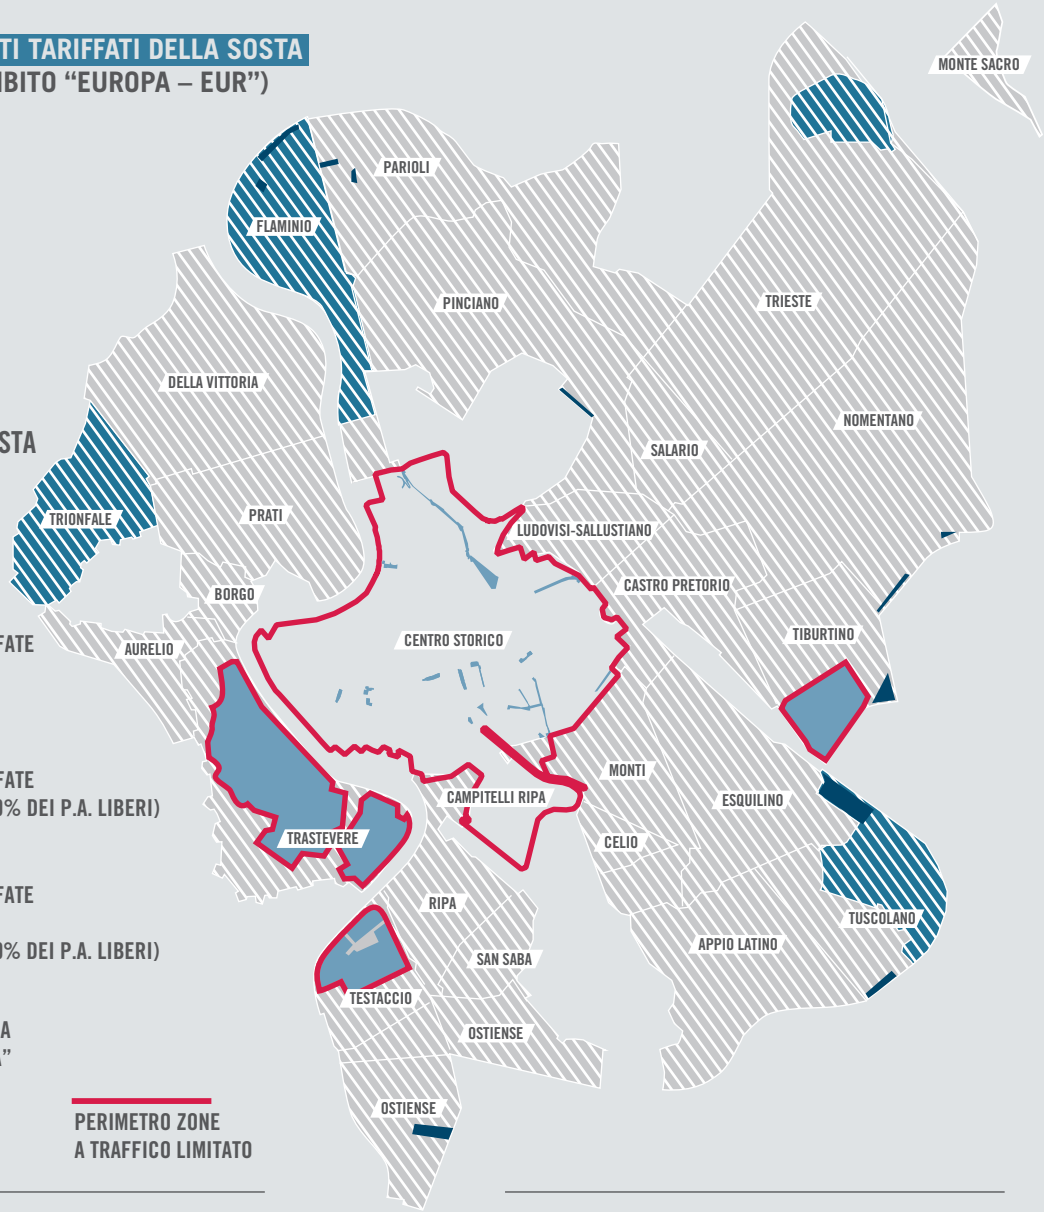 TI TARIFFATI DELLA SOSTA
BITO “EUROPA – EUR”)
MONTE SACRO
PARIOLI
FLAMINIO
PINCIANO
TRIESTE
DELLA VITTORIA
NOMENTANO
STA
SALARIO
TRIONFALE
PRATI
LUDOVISI-SALLUSTIANO
CASTRO PRETORIO
BORGO
TIBURTINO
CENTRO STORICO
FATE
AURELIO
MONTI
FATE
CAMPITELLI RIPA
ESQUILINO
0% DEI P.A. LIBERI)
TRASTEVERE
CELIO
FATE
RIPA
TUSCOLANO
APPIO LATINO
0% DEI P.A. LIBERI)
SAN SABA
TESTACCIO
A
OSTIENSE
A”
OSTIENSE
PERIMETRO ZONE
A TRAFFICO LIMITATO